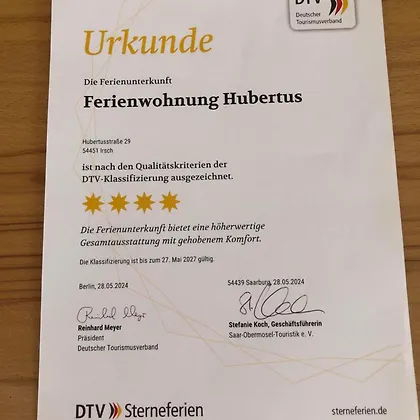 DTV
Deutscher
Tourismusverband
Urkunde
Die Ferienunterkunft
Ferienwohnung Hubertus
Hubertusstraße 29
54451 Irsch
ist nach den Qualitätskriterien der
DTV-Klassifizierung ausgezeichnet.
Die Ferienunterkunft bietet eine höherwertige
Gesamtausstattung mit gehobenem Komfort.
Die Klassifizierung ist bis zum 27. Mai 2027 gültig.
Berlin, 28.05.2024
54439 Saarburg, 28.05.2024
Reinhard Meyer
Präsident
Deutscher Tourismusverband
Stefanie Koch, Geschäftsführerin
Saar-Obermosel-Touristik e. V.
DTV Sterneferien
sterneferien.de